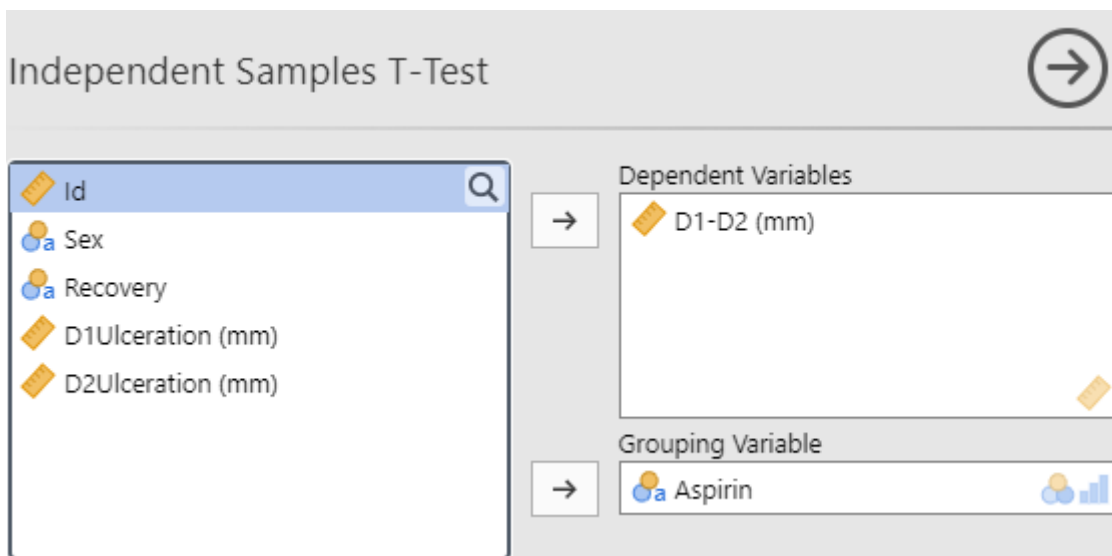 Independent Samples T-Test
Id
Sex
Recovery
D1Ulceration (mm)
D2Ulceration (mm)
Dependent Variables
D1-D2 (mm)
Grouping Variable
Aspirin